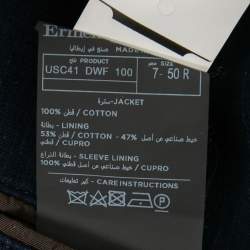 Erm
صنع في إيطاليا
MADE
منتج PRODUCT
USC41 DWF 100
SIZE
7- 50 R
سترة-JACKET
100% قطن / COTTON
بطانة - LINING
53% قطن / COTTON - 47% خيط صناعي من أصل
/ CUPRO
بطانة الذراع - SLEEVE LINING
100% خيط صناعي من أصل / CUPRO
كير تعليمات - CARE INSTRUCTIONS